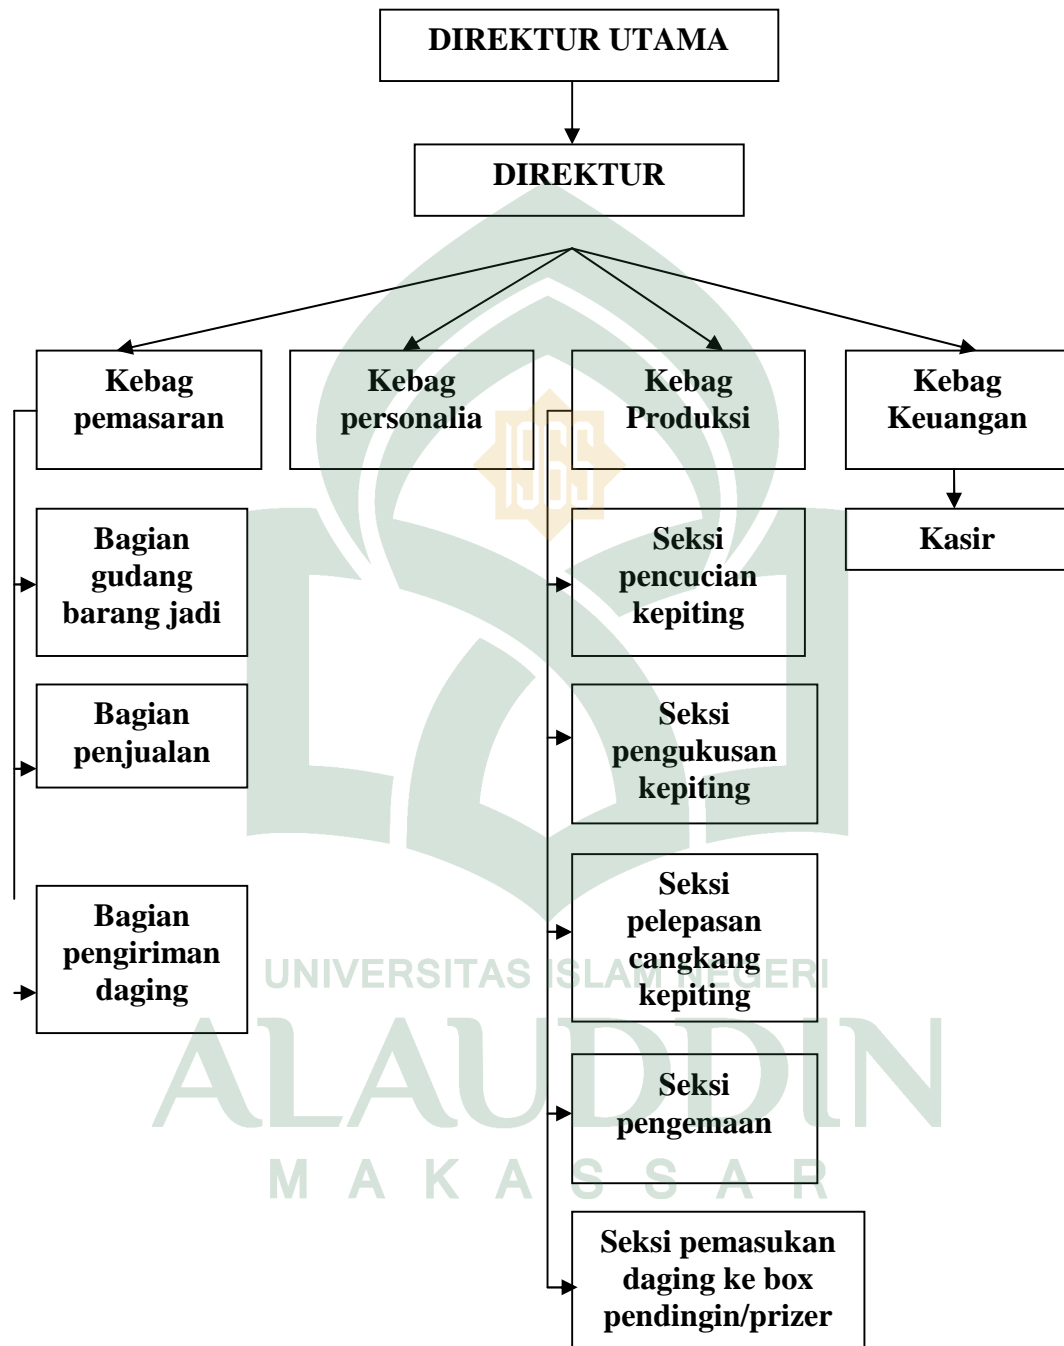 DIREKTUR UTAMA
DIREKTUR
Kebag
pemasaran
Kebag
personalia
Kebag
Produksi
Kebag
Keuangan
Bagian
gudang
barang jadi
Seksi
pencucian
kepiting
Kasir
Bagian
penjualan
Seksi
pengukusan
kepiting
Bagian
pengiriman
daging
Seksi
pelepasan
cangkang
kepiting
Seksi
pengemaan
Seksi pemasukan
daging ke box
pendingin/prizer
1965
UNIVERSITAS ISLAM NEGERI
ALAUDDIN
MAKASSAR